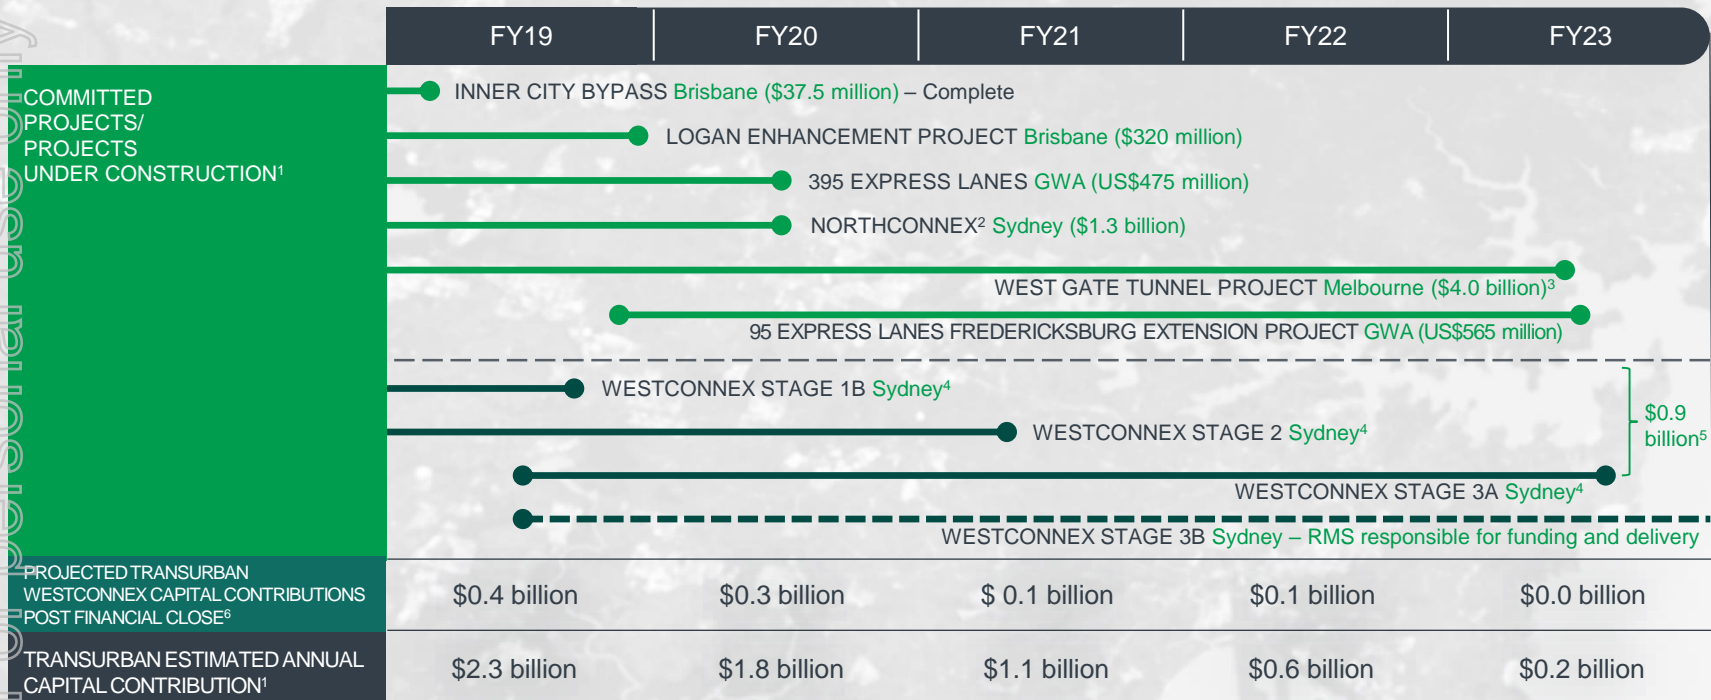 FY19 FY20 FY21 FY22 FY23
COMMITTED
PROJECTS/
PROJECTS
UNDER CONSTRUCTION¹
INNER CITY BYPASS Brisbane ($37.5 million) – Complete
LOGAN ENHANCEMENT PROJECT Brisbane ($320 million)
395 EXPRESS LANES GWA (US$475 million)
NORTHCONNEX² Sydney ($1.3 billion)
WEST GATE TUNNEL PROJECT Melbourne ($4.0 billion)³
95 EXPRESS LANES FREDERICKSBURG EXTENSION PROJECT GWA (US$565 million)
WESTCONNEX STAGE 1B Sydney⁴
WESTCONNEX STAGE 2 Sydney⁴
$0.9
billion⁵
WESTCONNEX STAGE 3A Sydney⁴
WESTCONNEX STAGE 3B Sydney – RMS responsible for funding and delivery
PROJECTED TRANSURBAN
WESTCONNEX CAPITAL CONTRIBUTIONS
POST FINANCIAL CLOSE⁶
$0.4 billion $0.3 billion $ 0.1 billion $0.1 billion $0.0 billion
TRANSURBAN ESTIMATED ANNUAL
CAPITAL CONTRIBUTION¹
$2.3 billion $1.8 billion $1.1 billion $0.6 billion $0.2 billion
personal use only